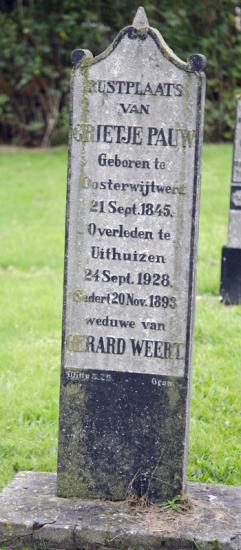 RUSTPLAATS
VAN
GRIETJE PAUW
Geboren te
Oosterwijtwerd
21 Sept. 1845,
Overleden te
Uithuizen
24 Sept. 1928,
Sedert 20 Nov. 1893
weduwe van
GERARD WEERT.